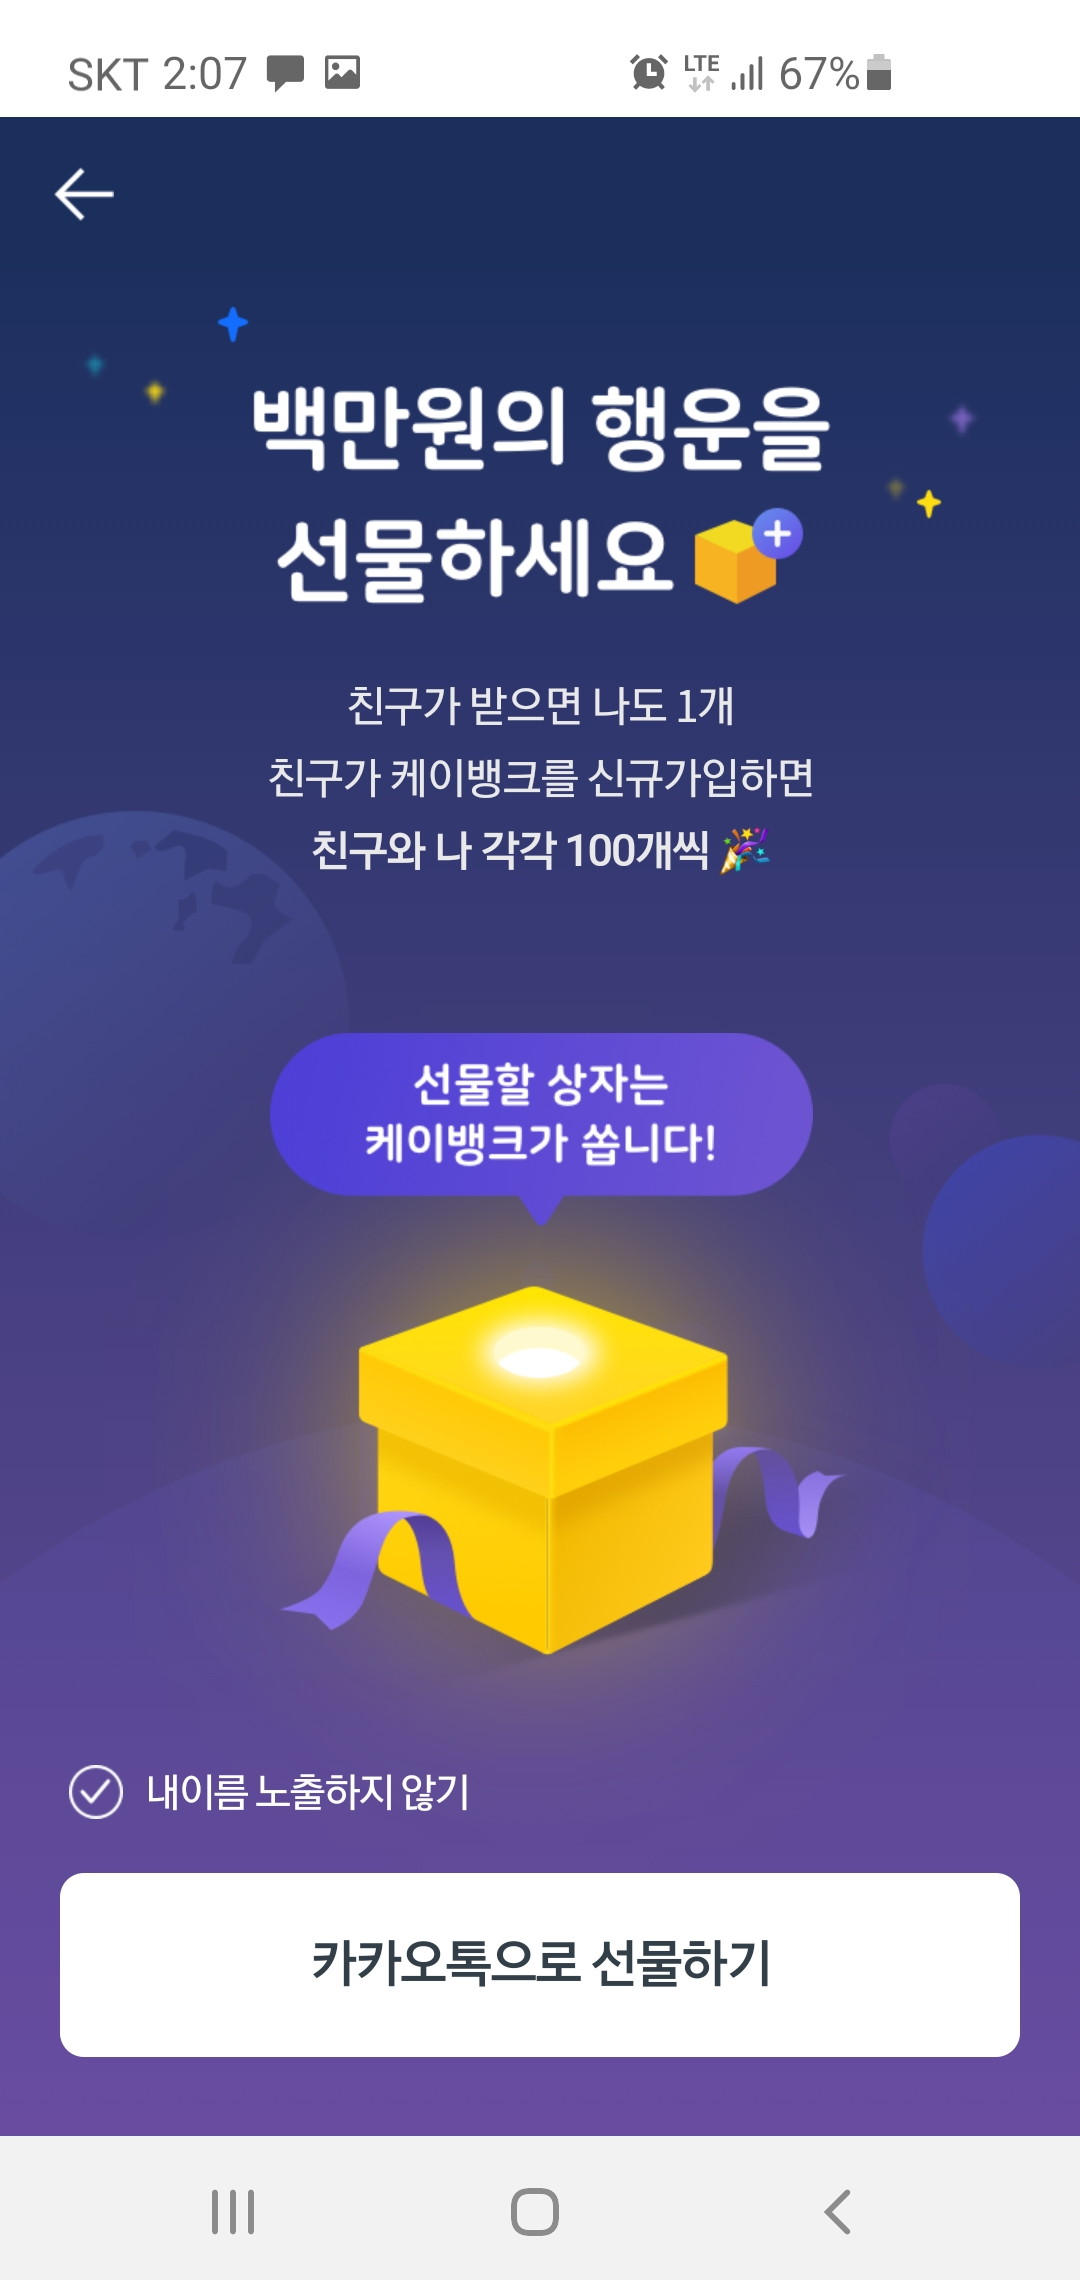 SKT 2:07 LTE 67%
백만원의 행운을
선물하세요
친구가 받으면 나도 1개
친구가 케이뱅크를 신규가입하면
친구와 나 각각 100개씩 🎉
선물할 상자는
케이뱅크가 쏩니다!
내이름 노출하지 않기
카카오톡으로 선물하기